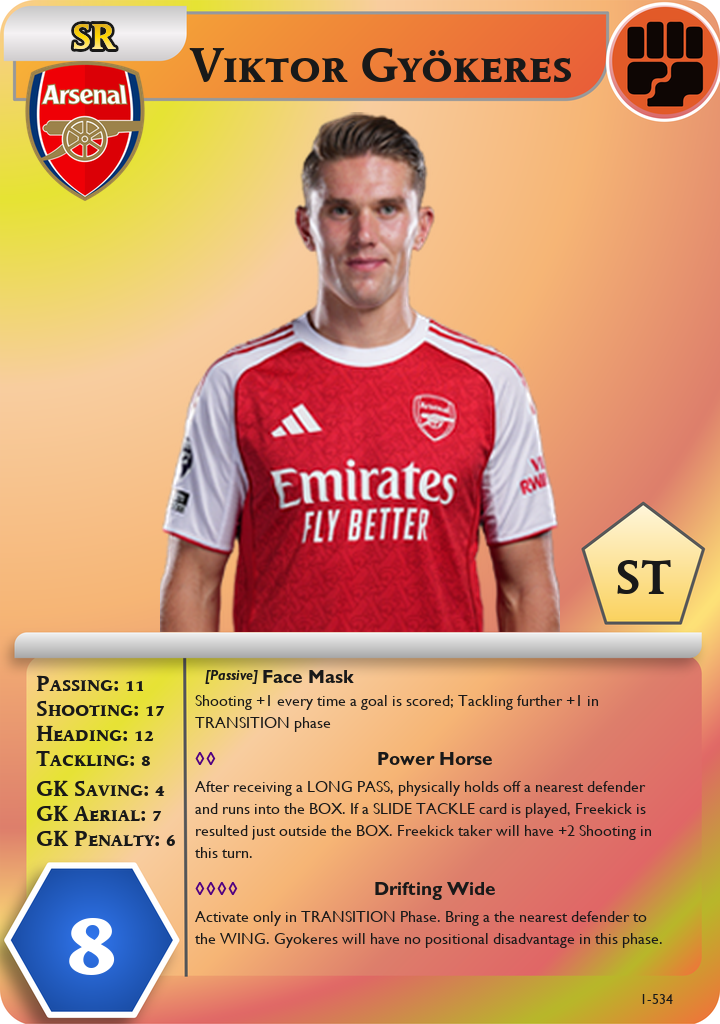 SR
Viktor Gyökeres
Arsenal
Arsenal
Emirates
FLY BETTER
ST
Passing: 11
Shooting: 17
Heading: 12
Tackling: 8
GK Saving: 4
GK Aerial: 7
GK Penalty: 6
8
[Passive] Face Mask
Shooting +1 every time a goal is scored; Tackling further +1 in
TRANSITION phase
◊◊ Power Horse
After receiving a LONG PASS, physically holds off a nearest defender
and runs into the BOX. If a SLIDE TACKLE card is played, Freekick is
resulted just outside the BOX. Freekick taker will have +2 Shooting in
this turn.
◊◊◊◊ Drifting Wide
Activate only in TRANSITION Phase. Bring a the nearest defender to
the WING. Gyokeres will have no positional disadvantage in this phase.
1-534